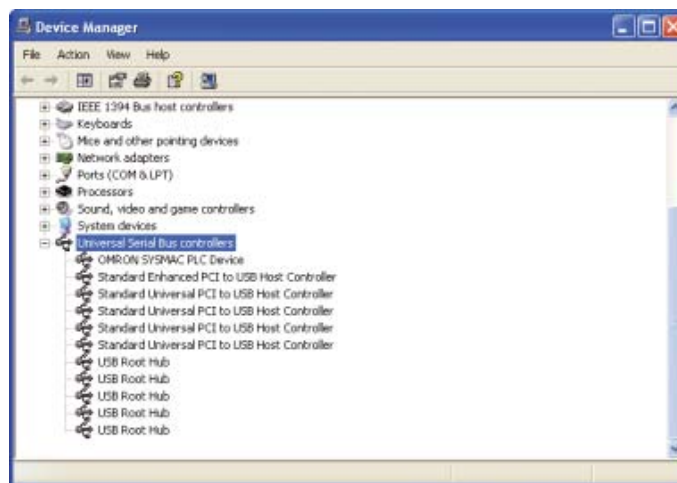 Device Manager
File Action View Help
IEEE 1394 Bus host controllers
Keyboards
Mice and other pointing devices
Network adapters
Ports (COM & LPT)
Processors
Sound, video and game controllers
System devices
Universal Serial Bus controllers
OMRON SYSMAC PLC Device
Standard Enhanced PCI to USB Host Controller
Standard Universal PCI to USB Host Controller
Standard Universal PCI to USB Host Controller
Standard Universal PCI to USB Host Controller
Standard Universal PCI to USB Host Controller
USB Root Hub
USB Root Hub
USB Root Hub
USB Root Hub
USB Root Hub